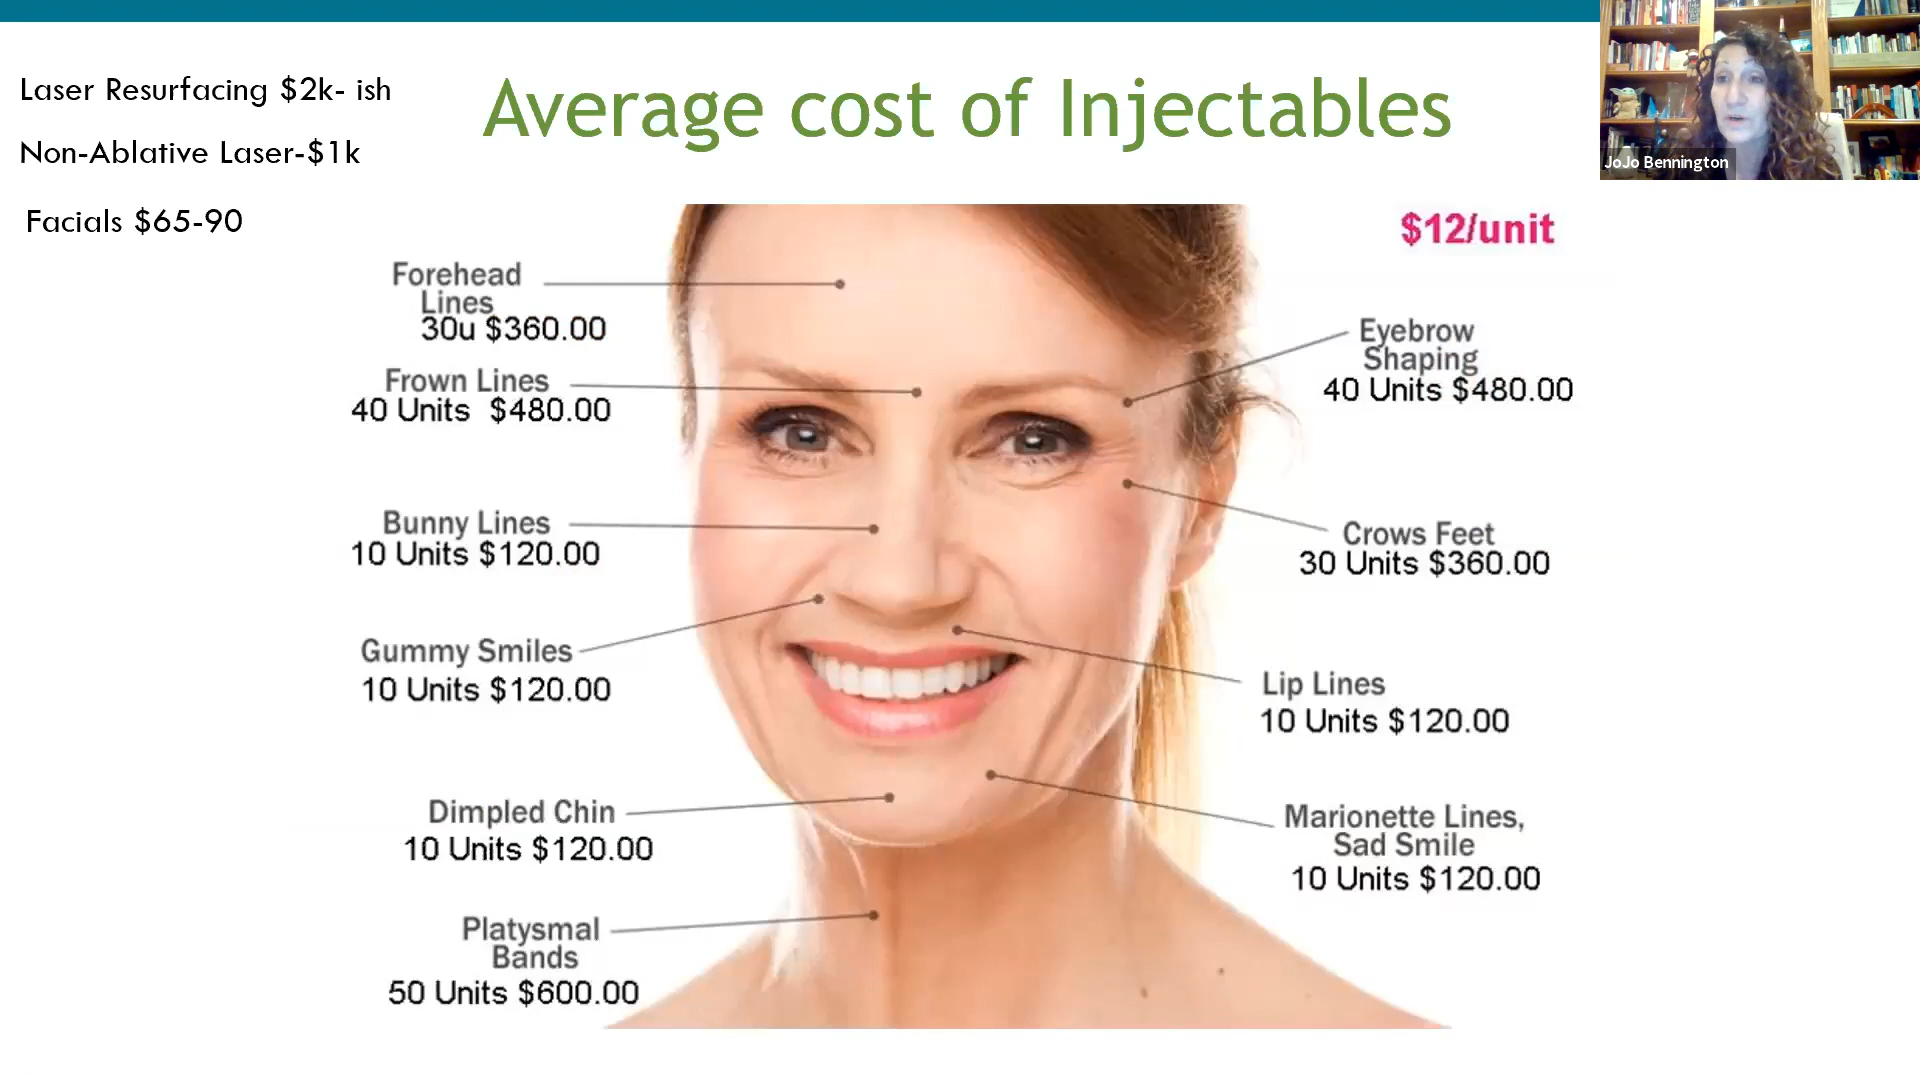 Average cost of Injectables
Laser Resurfacing $2k- ish
Non-Ablative Laser-$1k
Facials $65-90
JoJo Bennington
$12/unit
Forehead
Lines
30u $360.00
Frown Lines
40 Units $480.00
Bunny Lines
10 Units $120.00
Gummy Smiles
10 Units $120.00
Dimpled Chin
10 Units $120.00
Platysmal
Bands
50 Units $600.00
Eyebrow
Shaping
40 Units $480.00
Crows Feet
30 Units $360.00
Lip Lines
10 Units $120.00
Marionette Lines,
Sad Smile
10 Units $120.00